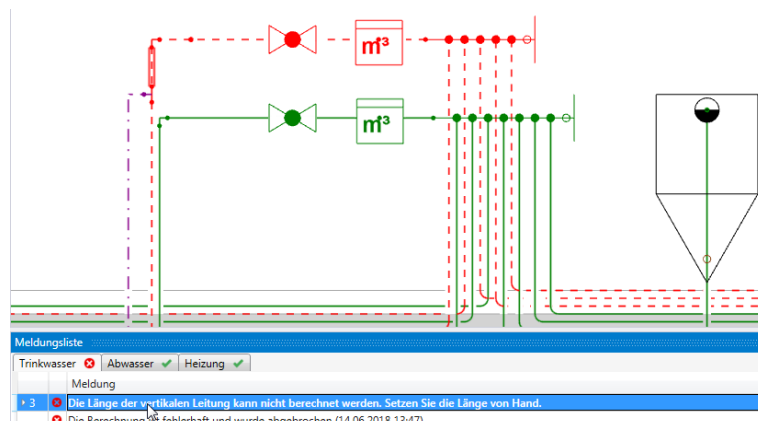 m³
m³
Meldungsliste
Trinkwasser Abwasser Heizung
Meldung
3 Die Länge der vertikalen Leitung kann nicht berechnet werden. Setzen Sie die Länge von Hand.
Die Berechnung ist fehlerhaft und wurde abgebrochen (14.06.2018 13:47)